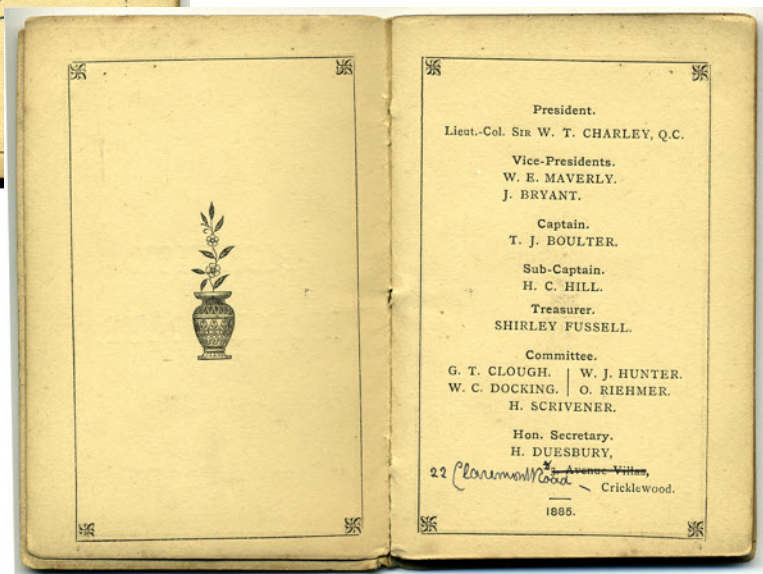 President.
Lieut.-Col. SIR W. T. CHARLEY, Q.C.
Vice-Presidents.
W. E. MAVERLY.
J. BRYANT.
Captain.
T. J. BOULTER.
Sub-Captain.
H. C. HILL.
Treasurer.
SHIRLEY FUSSELL.
Committee.
G. T. CLOUGH. | W. J. HUNTER.
W. C. DOCKING. | O. RIEHMER.
H. SCRIVENER.
Hon. Secretary.
H. DUESBURY,
Avenue Villas,
22 Claremont Road
Cricklewood.
1885.